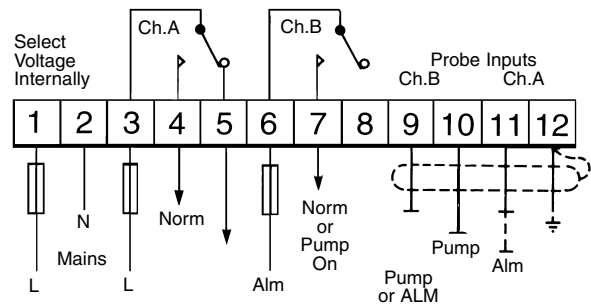 Ch.A
Ch.B
Select
Voltage
Internally
Probe Inputs
Ch.B
Ch.A
1 2 3 4 5 6 7 8 9 10 11 12
N
Norm
Norm
or
Pump
On
Pump
Mains
Alm
L
L
Alm
Pump
or ALM